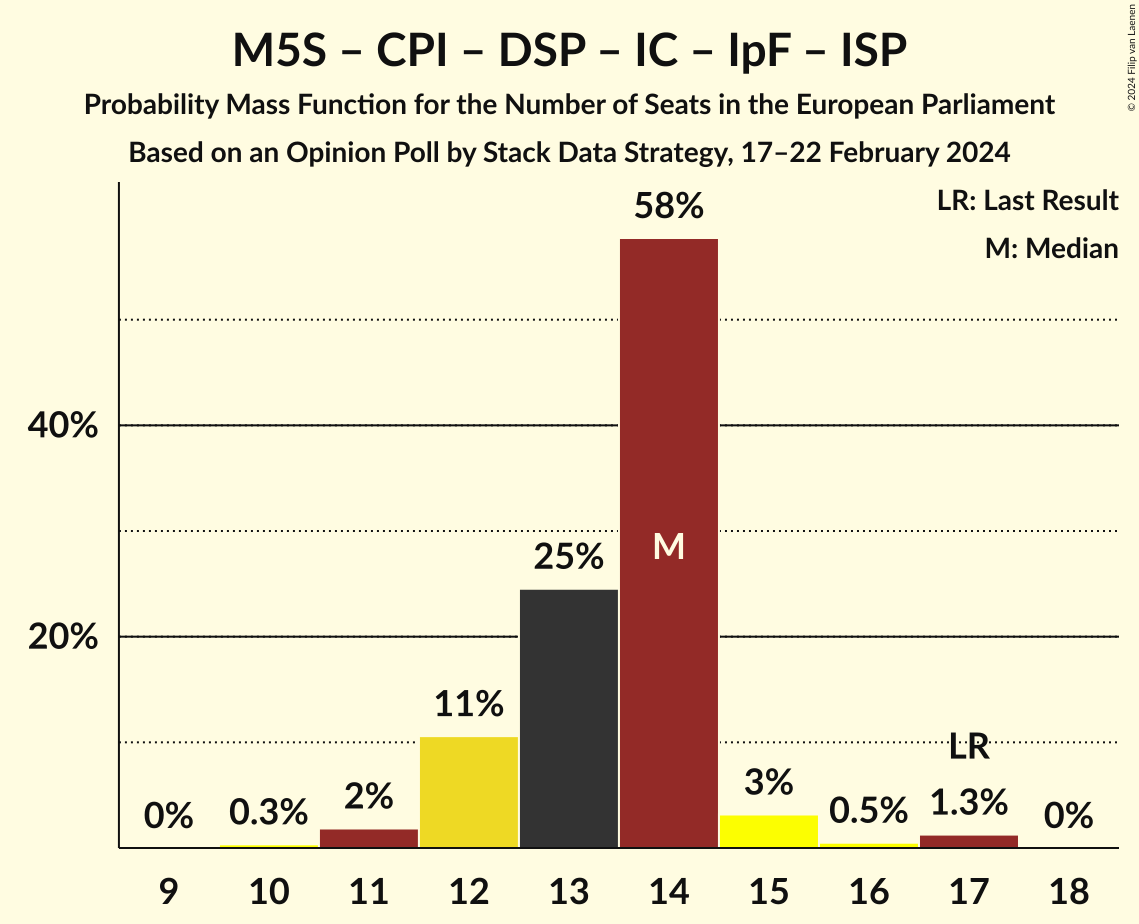 M5S – CPI – DSP – IC – IpF – ISP
Probability Mass Function for the Number of Seats in the European Parliament
Based on an Opinion Poll by Stack Data Strategy, 17–22 February 2024
© 2024 Filip van Laenen
LR: Last Result
M: Median
58%
40%
25%
M
20%
11%
LR
2%
3%
1.3%
0%
0.3%
0.5%
0%
9 10 11 12 13 14 15 16 17 18